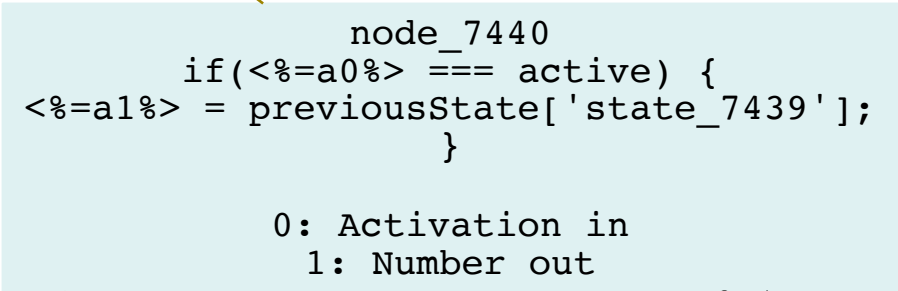 node_7440
if(<%=a0%> === active) {
<%=a1%> = previousState['state_7439'];
}
0: Activation in
1: Number out